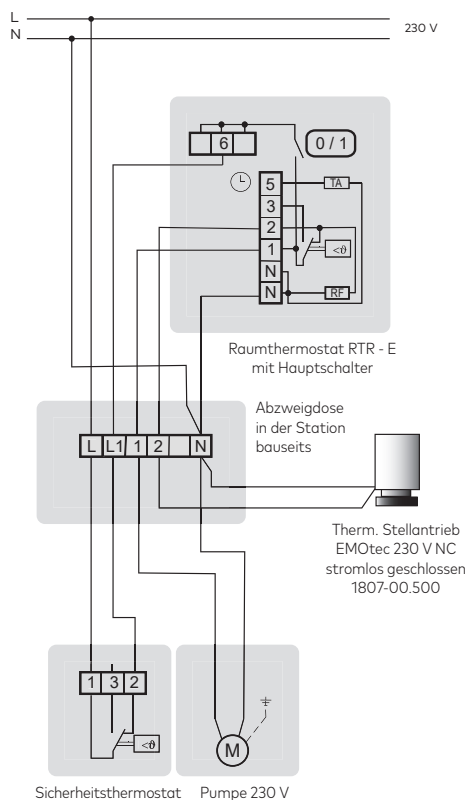 L
N
230 V
6
0 / 1
5
TA
3
2
1
<ϑ
N
N
RF
Raumthermostat RTR - E
mit Hauptschalter
Abzweigdose
in der Station
bauseits
L L1 1 2 N
Therm. Stellantrieb
EMOtec 230 V NC
stromlos geschlossen
1807-00.500
1 3 2
<ϑ
M
Sicherheitsthermostat Pumpe 230 V